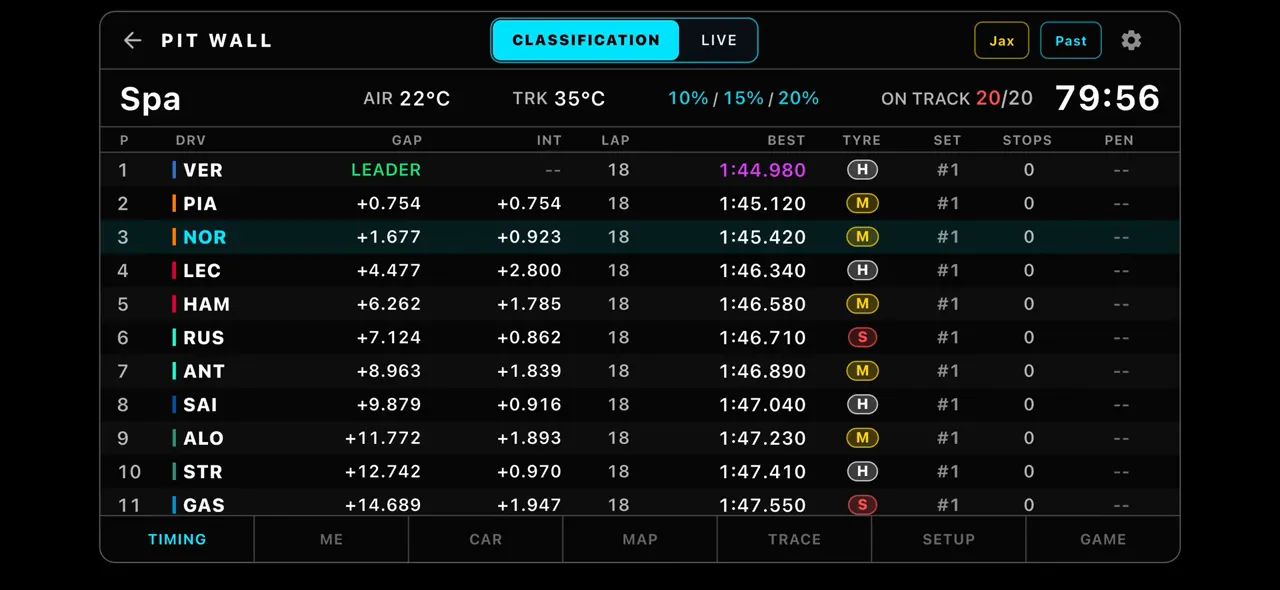 PIT WALL CLASSIFICATION LIVE Jax Past
Spa AIR 22°C TRK 35°C 10% / 15% / 20% ON TRACK 20/20 79:56
P DRV GAP INT LAP BEST TYRE SET STOPS PEN
1 VER LEADER -- 18 1:44.980 H #1 0 --
2 PIA +0.754 +0.754 18 1:45.120 M #1 0 --
3 NOR +1.677 +0.923 18 1:45.420 M #1 0 --
4 LEC +4.477 +2.800 18 1:46.340 H #1 0 --
5 HAM +6.262 +1.785 18 1:46.580 M #1 0 --
6 RUS +7.124 +0.862 18 1:46.710 S #1 0 --
7 ANT +8.963 +1.839 18 1:46.890 M #1 0 --
8 SAI +9.879 +0.916 18 1:47.040 H #1 0 --
9 ALO +11.772 +1.893 18 1:47.230 M #1 0 --
10 STR +12.742 +0.970 18 1:47.410 H #1 0 --
11 GAS +14.689 +1.947 18 1:47.550 S #1 0 --
TIMING ME CAR MAP TRACE SETUP GAME